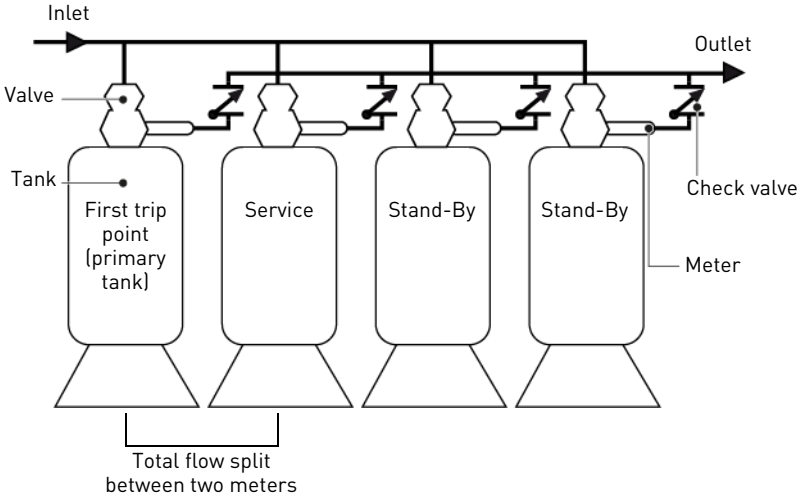 Inlet
Outlet
Valve
Tank
First trip
point
(primary
tank)
Service
Stand-By
Stand-By
Check valve
Meter
Total flow split
between two meters